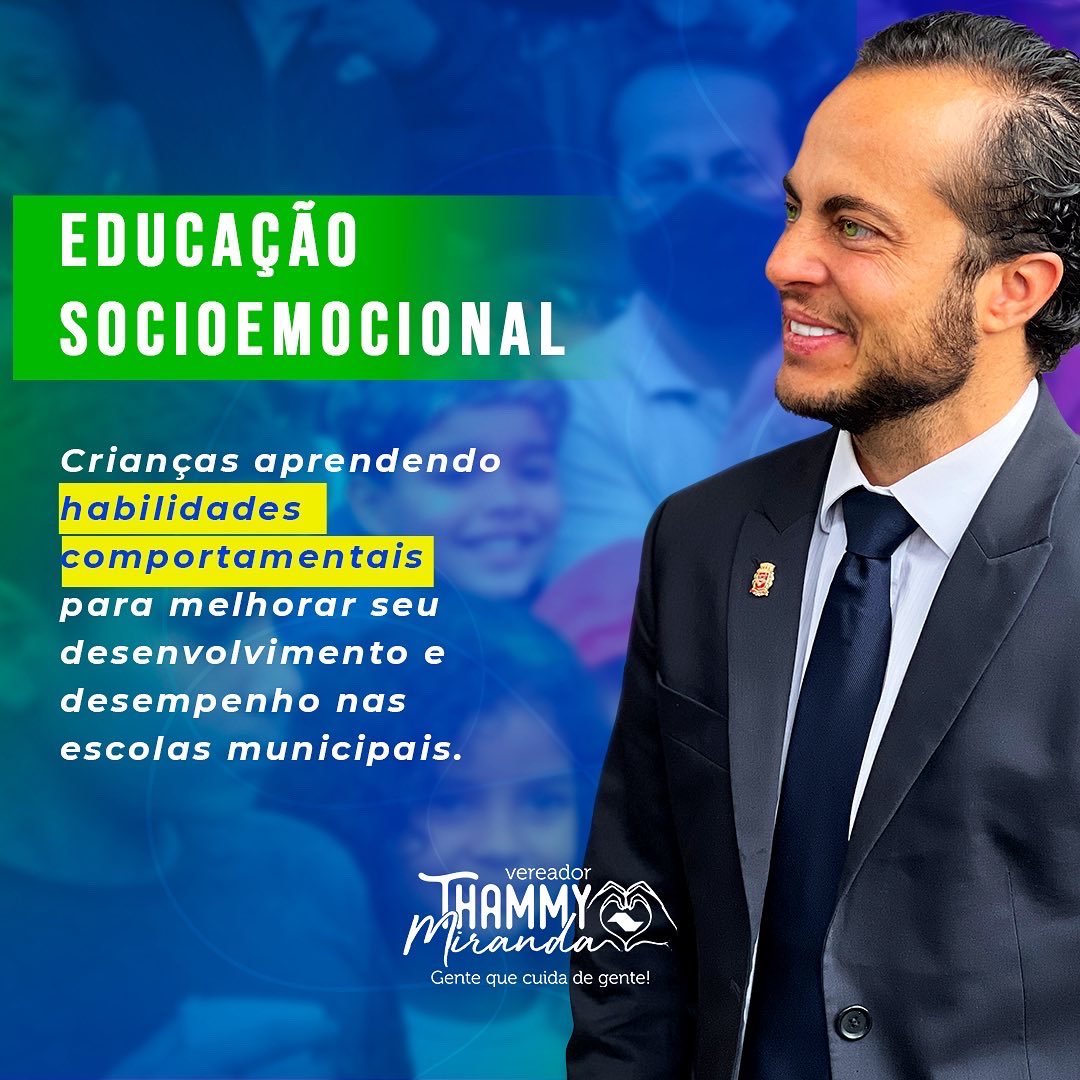 EDUCAÇÃO
SOCIOEMOCIONAL
Crianças aprendendo
habilidades
comportamentais
para melhorar seu
desenvolvimento e
desempenho nas
escolas municipais.
vereador
THAMMY
Miranda
Gente que cuida de gente!